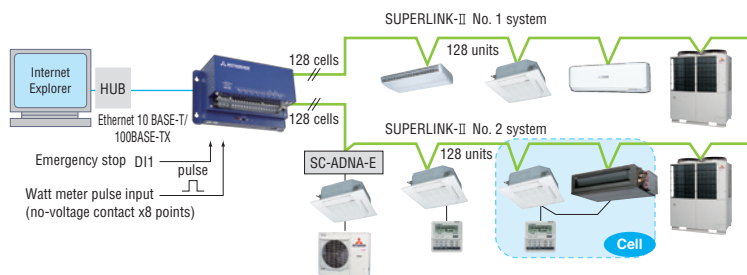 SUPERLINK-Ⅱ No. 1 system
Internet
Explorer
HUB
128 cells
128 units
Ethernet 10 BASE-T/
100BASE-TX
128 cells
SUPERLINK-Ⅱ No. 2 system
Emergency stop DI1
pulse
SC-ADNA-E
128 units
Watt meter pulse input
(no-voltage contact x8 points)
Cell